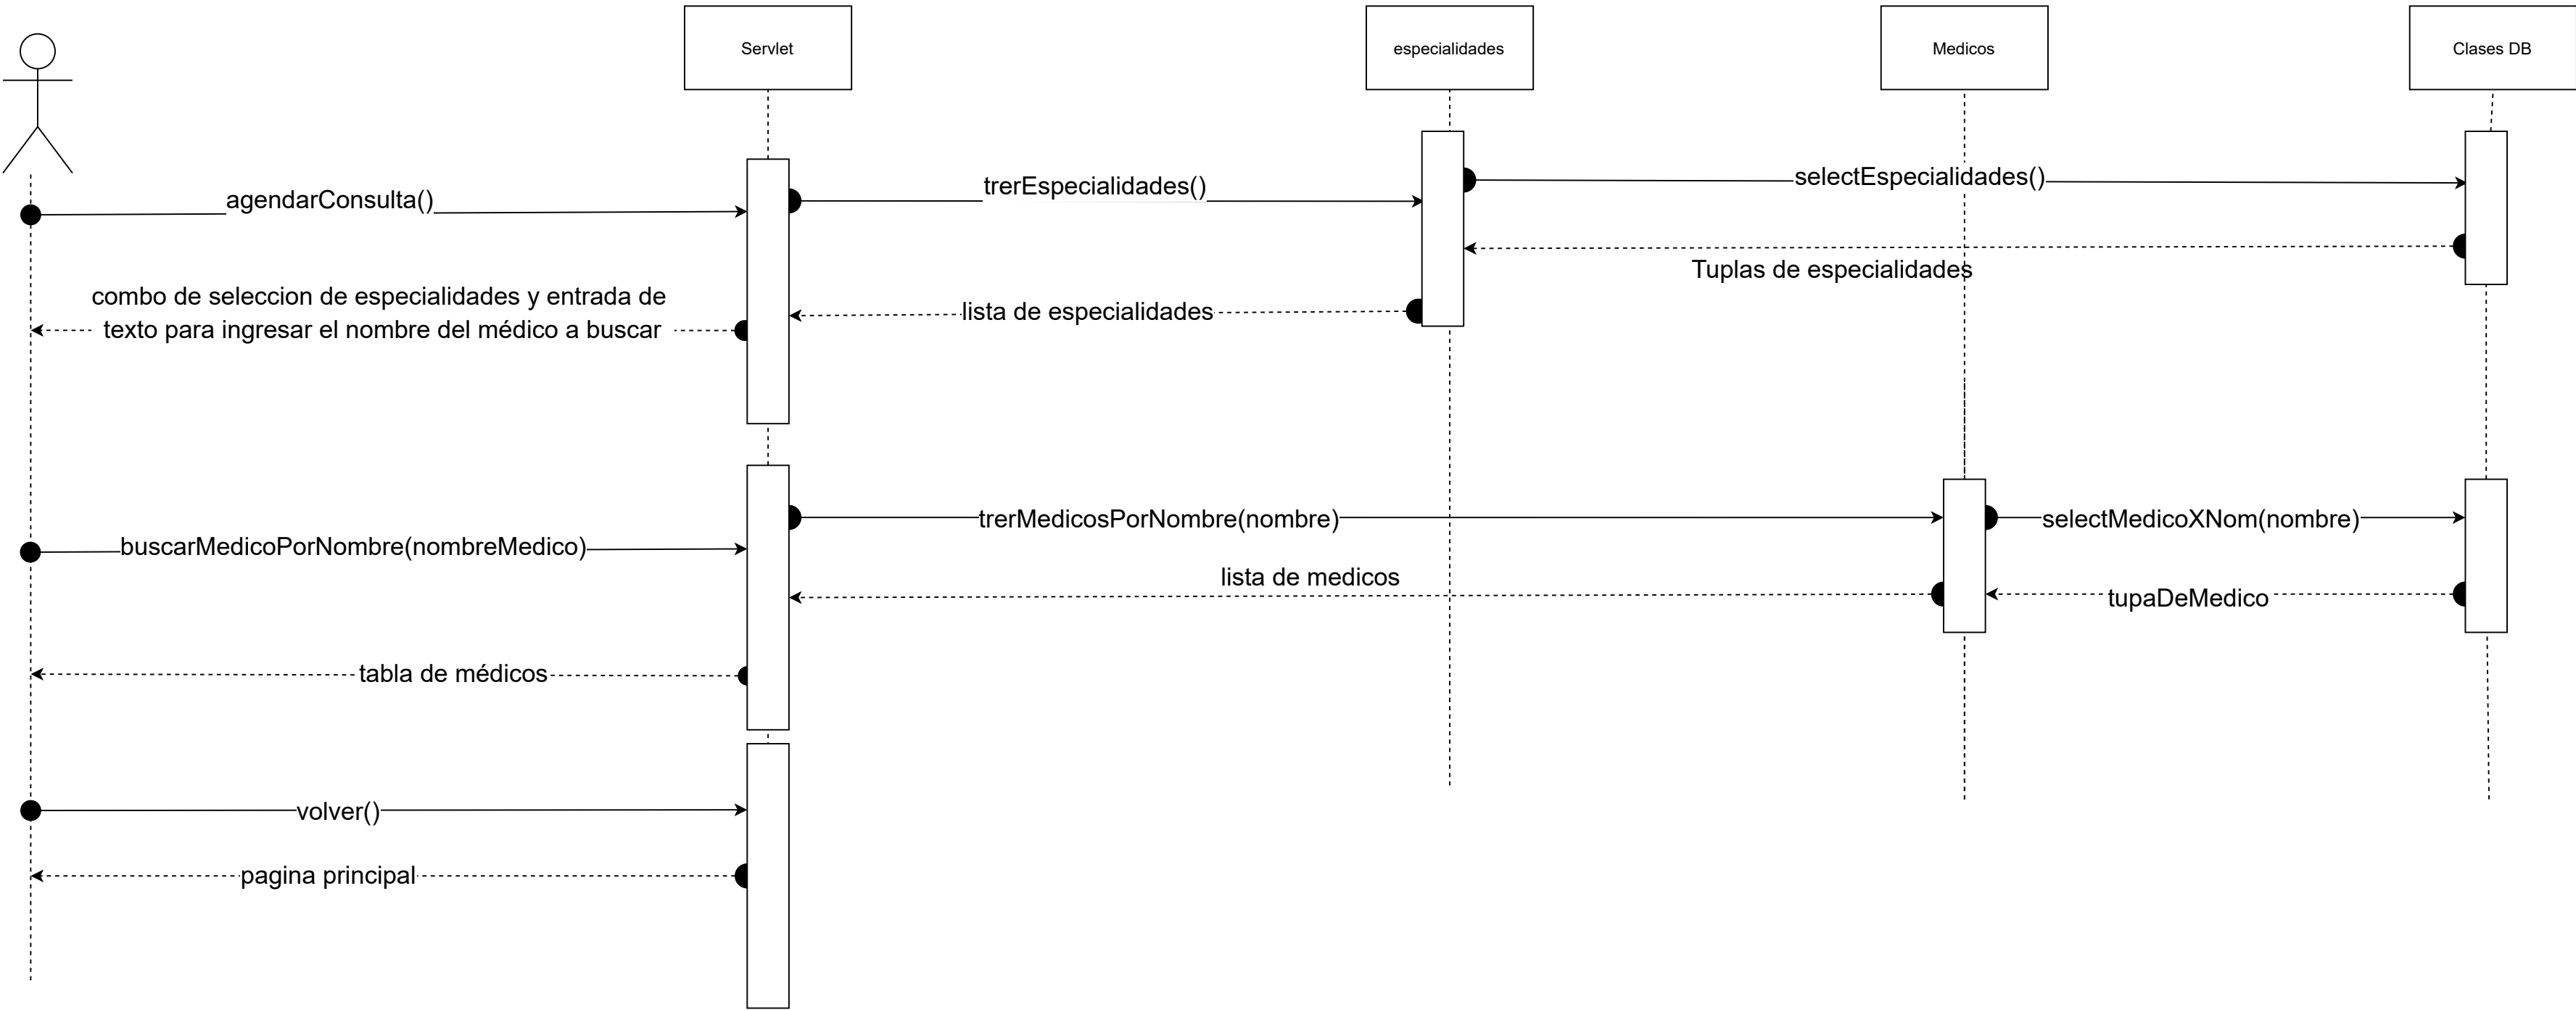 Servlet
especialidades
Medicos
Clases DB
agendarConsulta()
trerEspecialidades()
selectEspecialidades()
Tuplas de especialidades
lista de especialidades
combo de seleccion de especialidades y entrada de
texto para ingresar el nombre del médico a buscar
buscarMedicoPorNombre(nombreMedico)
trerMedicosPorNombre(nombre)
selectMedicoXNom(nombre)
tupaDeMedico
lista de medicos
tabla de médicos
volver()
pagina principal